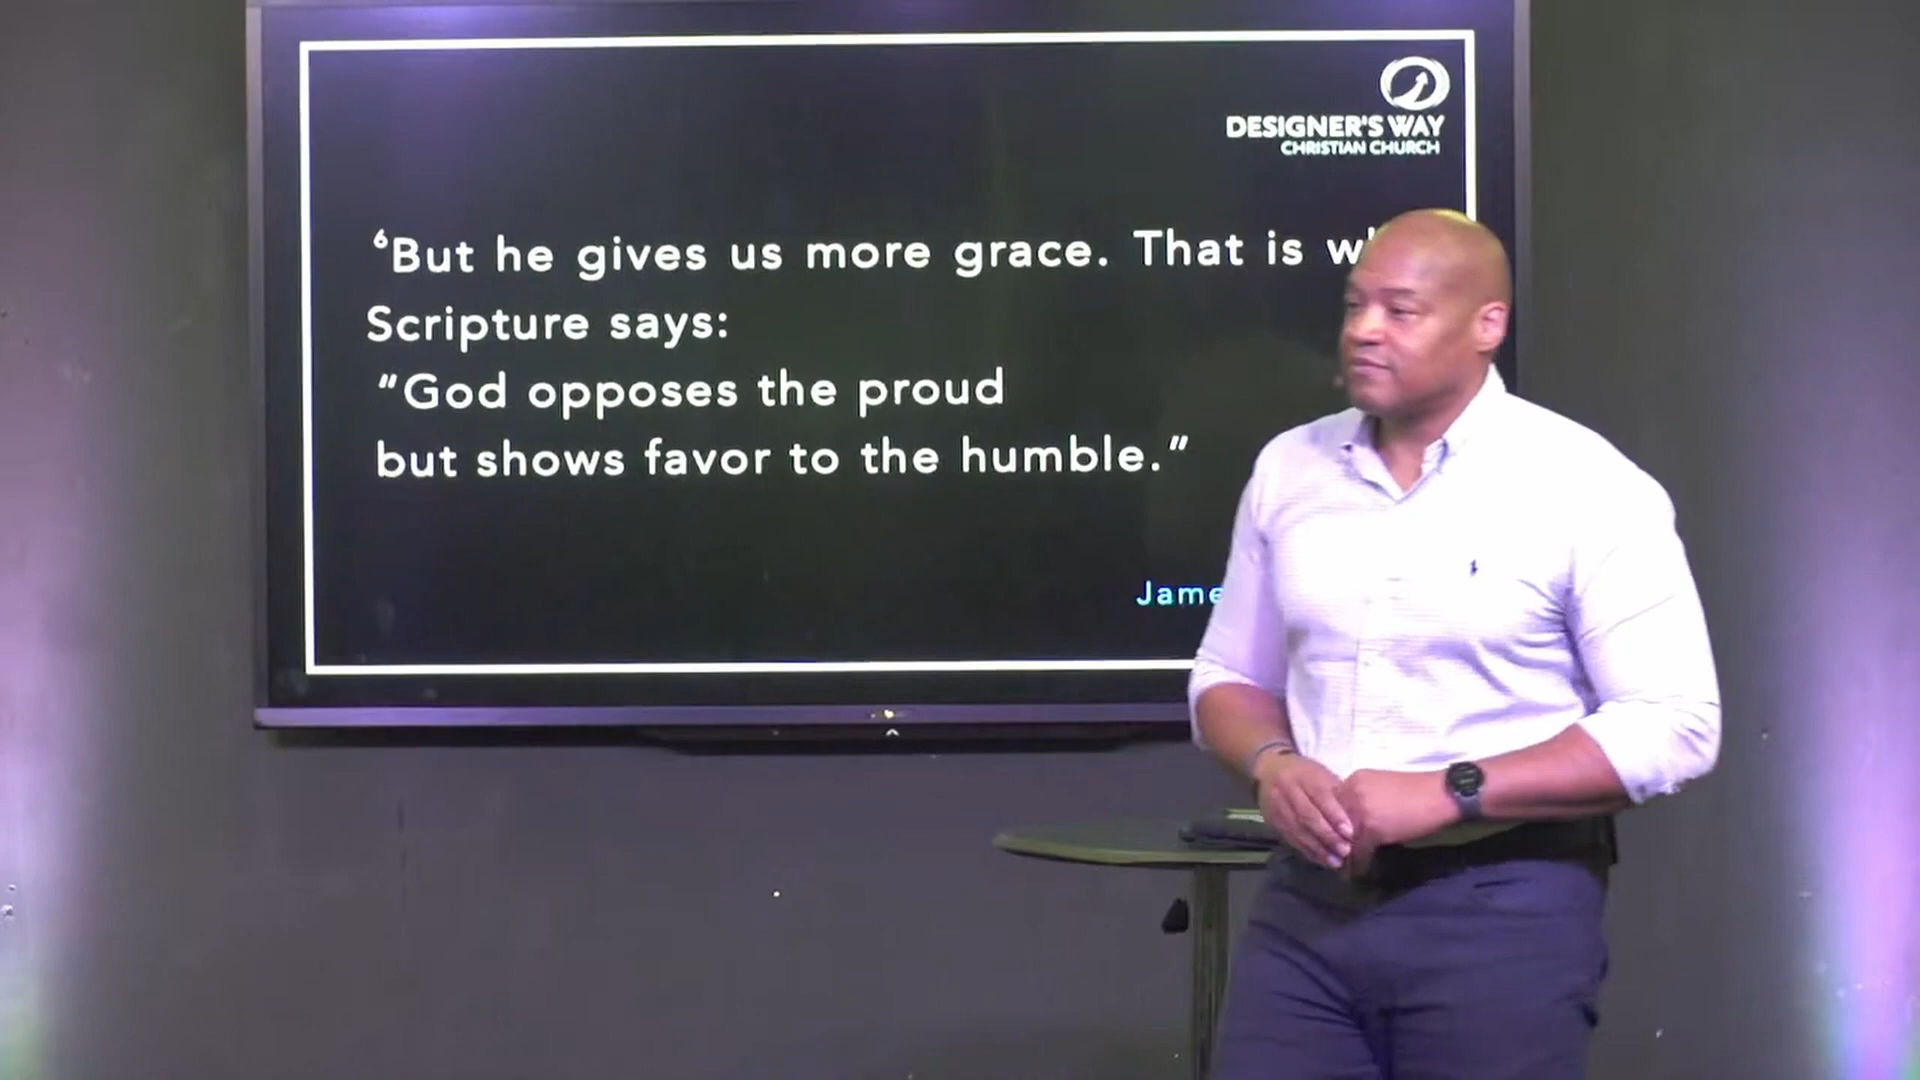 DESIGNER'S WAY
CHRISTIAN CHURCH
⁶But he gives us more grace. That is
Scripture says:
“God opposes the proud
but shows favor to the humble.”